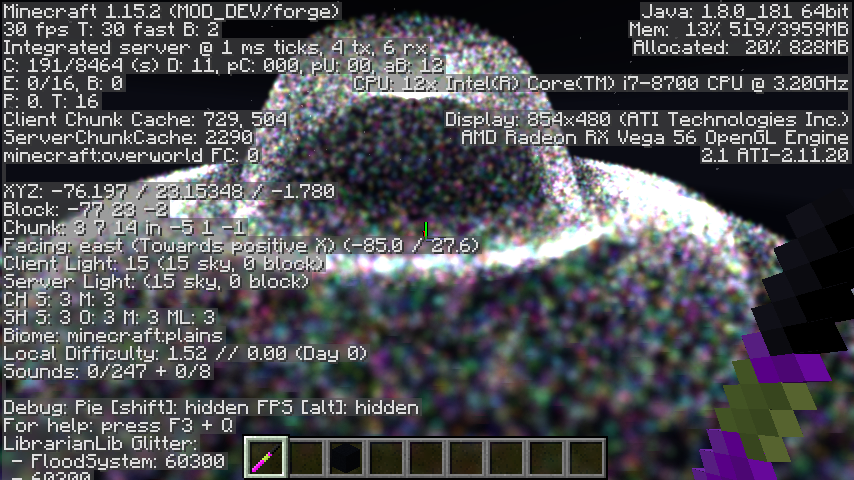 Minecraft 1.15.2 (MOD_DEV/forge)
30 fps T: 30 fast B: 2
Integrated server @ 1 ms ticks, 4 tx, 6 rx
C: 191/8464 (s) D: 11, pC: 000, pU: 00, aB: 12
E: 0/16, B: 0
P: 0. T: 16
Client Chunk Cache: 729, 504
ServerChunkCache: 2290
minecraft:overworld FC: 0
XYZ: -76.197 / 23.15348 / -1.780
Block: -77 23 -2
Chunk: 3 7 14 in -5 1 -1
Facing: east (Towards positive X) (-85.0 / 27.6)
Client Light: 15 (15 sky, 0 block)
Server Light: (15 sky, 0 block)
CH S: 3 M: 3
SH S: 3 O: 3 M: 3 ML: 3
Biome: minecraft:plains
Local Difficulty: 1.52 // 0.00 (Day 0)
Sounds: 0/247 + 0/8
Debug: Pie [shift]: hidden FPS [alt]: hidden
For help: press F3 + Q
LibrarianLib Glitter:
- FloodSystem: 60300
- 60300
Java: 1.8.0_181 64bit
Mem: 13% 519/3959MB
Allocated: 20% 828MB
CPU: 12x Intel(R) Core(TM) i7-8700 CPU @ 3.20GHz
Display: 854x480 (ATI Technologies Inc.)
AMD Radeon RX Vega 56 OpenGL Engine
2.1 ATI-2.11.20